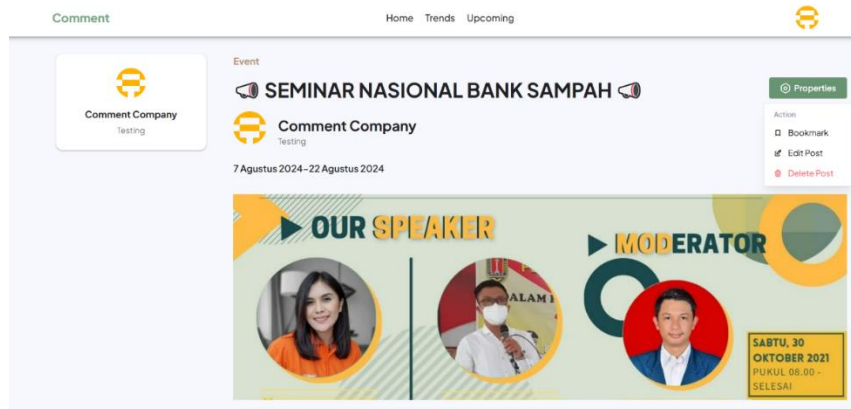 Comment
Home Trends Upcoming
Comment Company
Testing
Event
SEMINAR NASIONAL BANK SAMPAH
Comment Company
Testing
7 Agustus 2024–22 Agustus 2024
Properties
Action
Bookmark
Edit Post
Delete Post
OUR SPEAKER
MODERATOR
ALAM
SABTU, 30
OKTOBER 2021
PUKUL 08.00 -
SELESAI